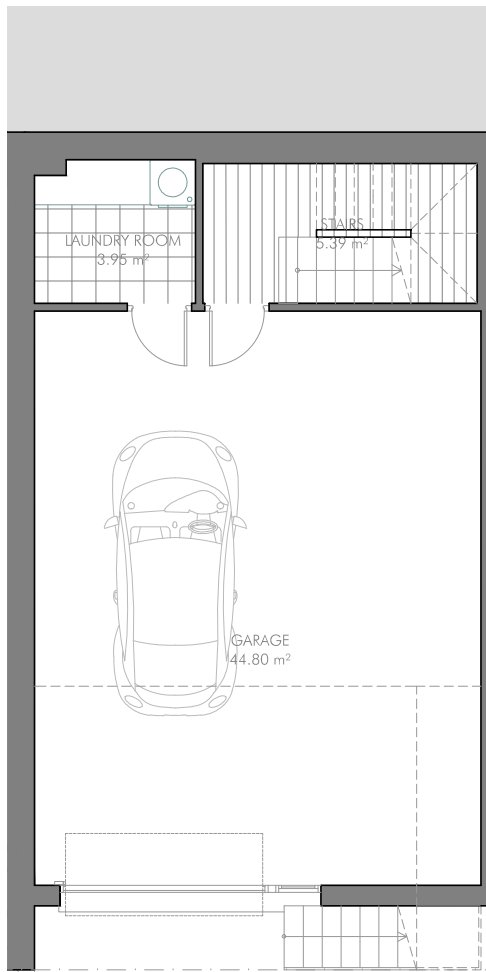 STAIRS
5.39 m²
LAUNDRY ROOM
3.95 m²
GARAGE
44.80 m²